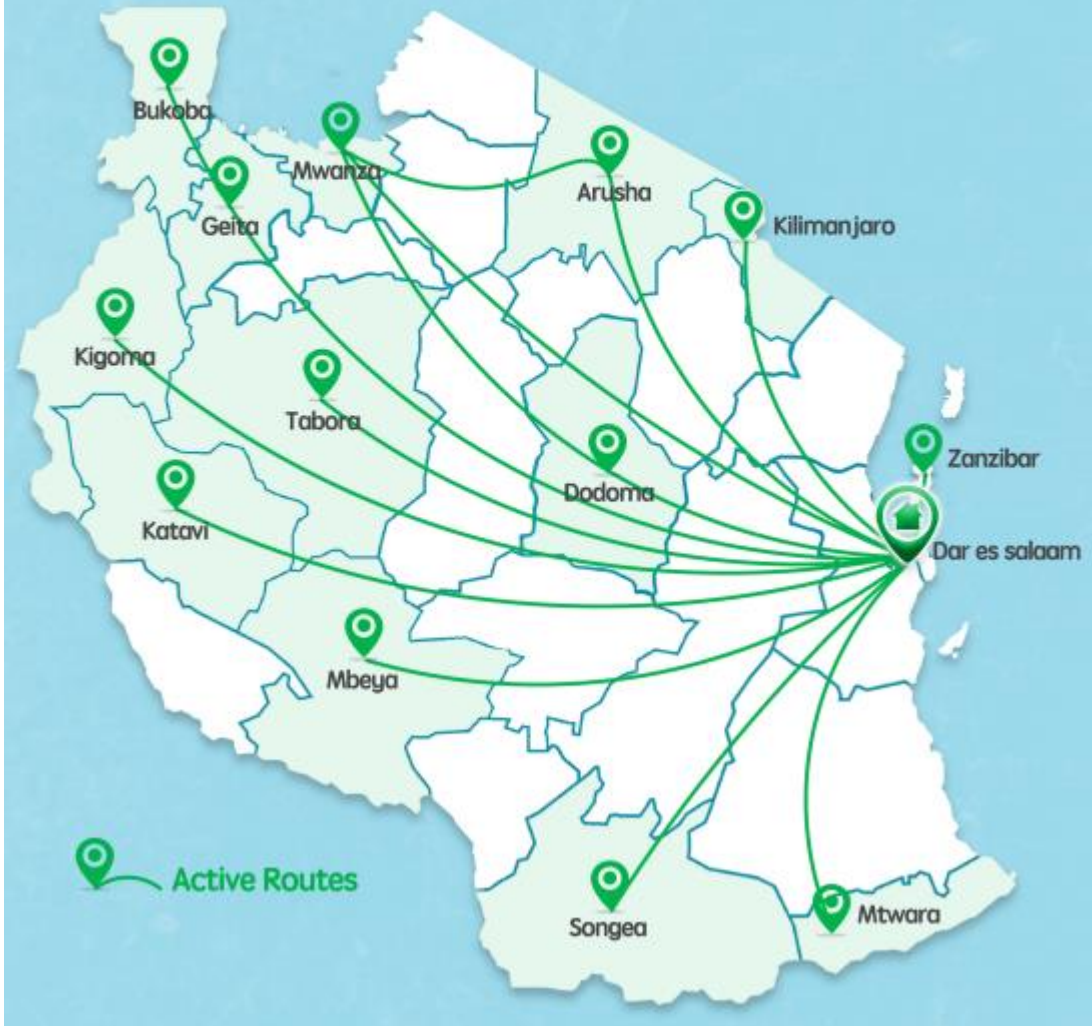 Bukoba
Mwanza
Arusha
Geita
Kilimanjaro
Kigoma
Tabora
Zanzibar
Dodoma
Katavi
Dar es salaam
Mbeya
Active Routes
Mtwara
Songea